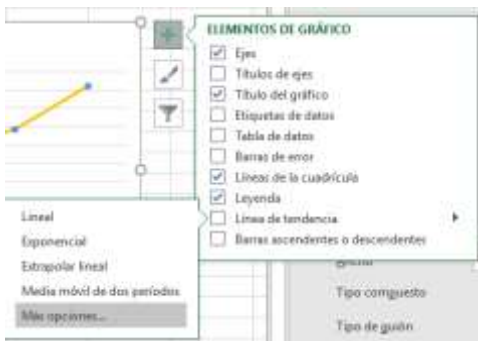 ELEMENTOS DE GRÁFICO
Ejes
Títulos de ejes
Título del gráfico
Etiquetas de datos
Tabla de datos
Barras de error
Líneas de la cuadrícula
Leyenda
Línea de tendencia
Barras ascendentes o descendentes
Lineal
Exponencial
Extrapolar lineal
Media móvil de dos períodos
Más opciones...
Tipo compuesto
Tipo de guión